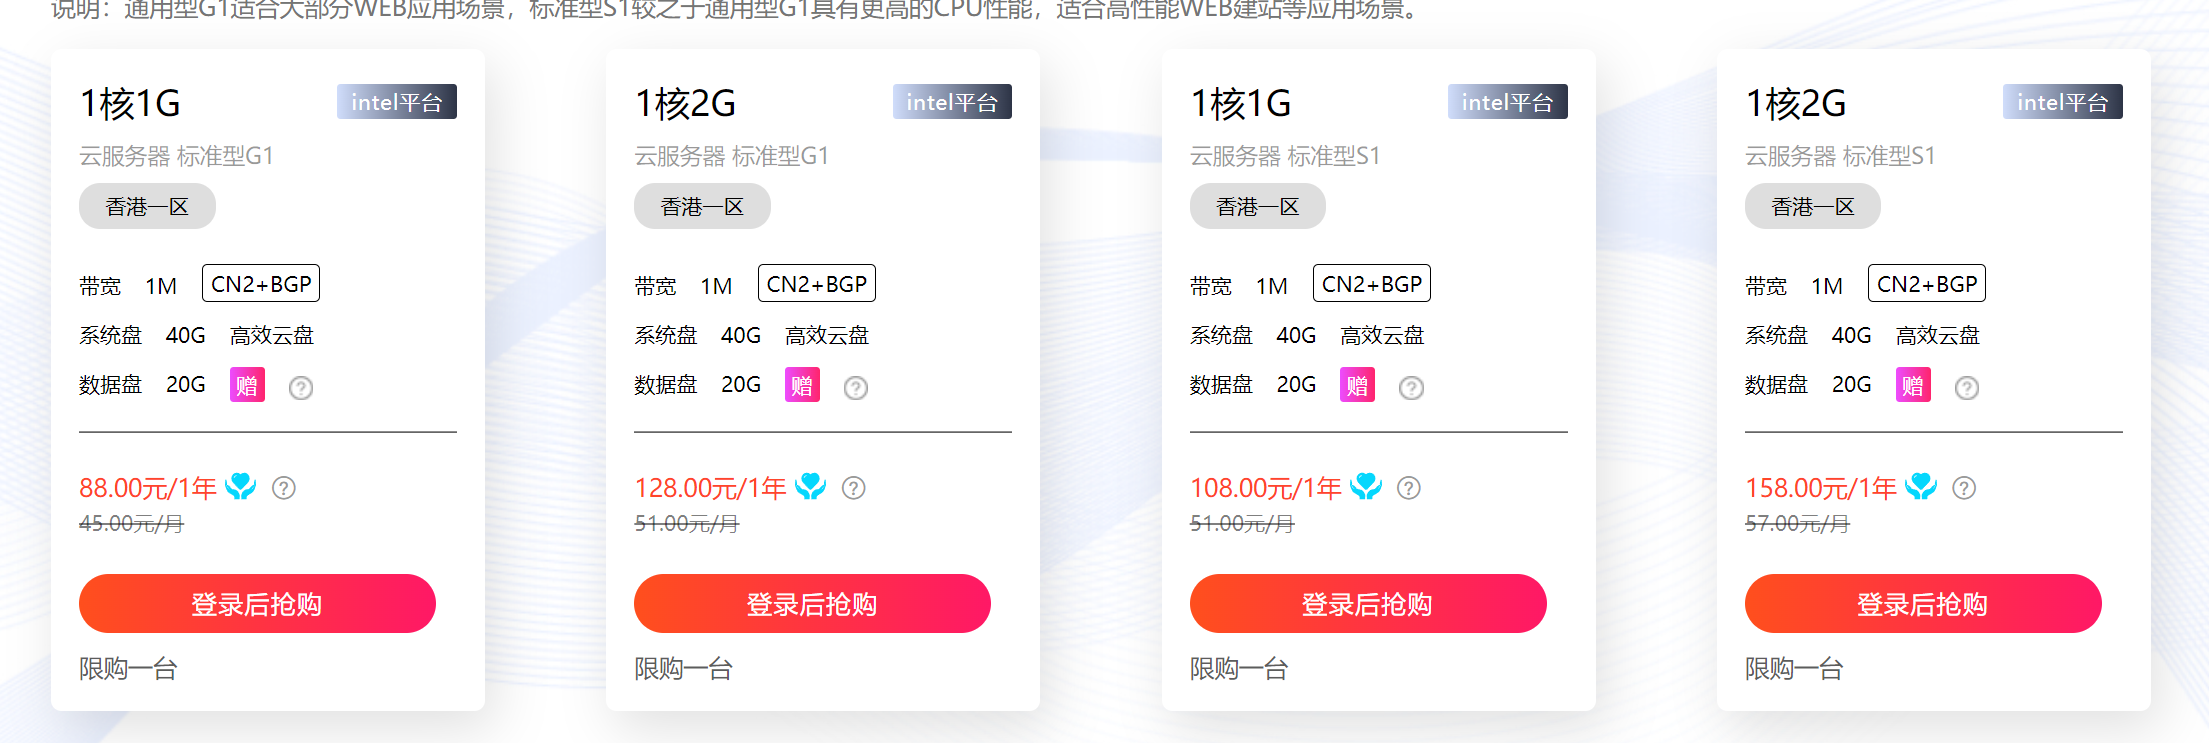 说明：通用型G1适合大部分WEB应用场景，标准型S1较之于通用型G1具有更高的CPU性能，适合高性能WEB建站等应用场景。
1核1G intel平台
云服务器 标准型G1
香港一区
带宽 1M CN2+BGP
系统盘 40G 高效云盘
数据盘 20G 赠 ?
88.00元/1年 ?
45.00元/月
登录后抢购
限购一台
1核2G intel平台
云服务器 标准型G1
香港一区
带宽 1M CN2+BGP
系统盘 40G 高效云盘
数据盘 20G 赠 ?
128.00元/1年 ?
51.00元/月
登录后抢购
限购一台
1核1G intel平台
云服务器 标准型S1
香港一区
带宽 1M CN2+BGP
系统盘 40G 高效云盘
数据盘 20G 赠 ?
108.00元/1年 ?
51.00元/月
登录后抢购
限购一台
1核2G intel平台
云服务器 标准型S1
香港一区
带宽 1M CN2+BGP
系统盘 40G 高效云盘
数据盘 20G 赠 ?
158.00元/1年 ?
57.00元/月
登录后抢购
限购一台